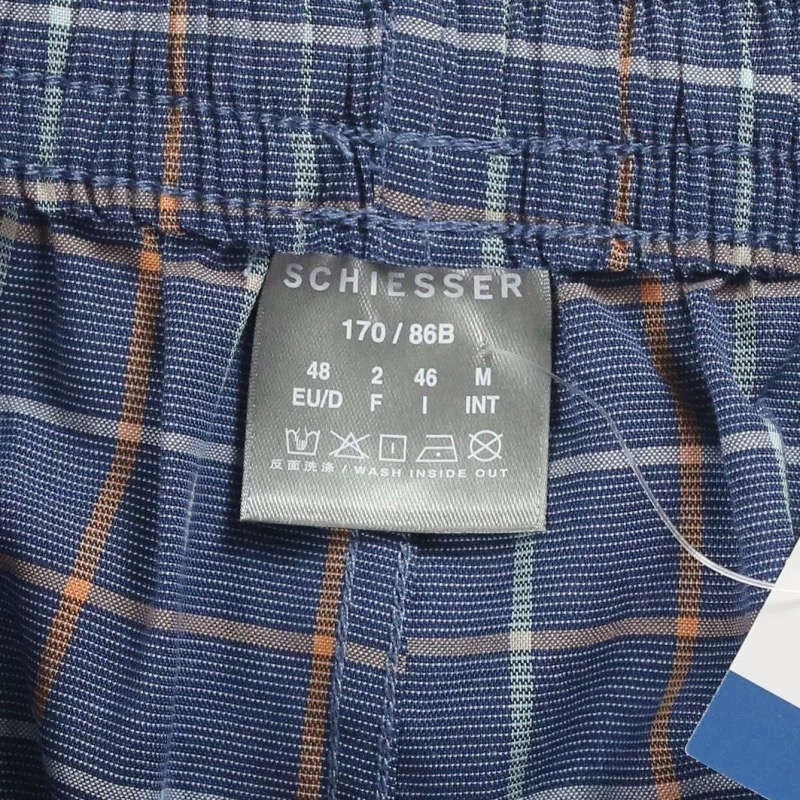 SCHIESSER
170 / 86B
48 2 46 M
EU/D F I INT
反面洗涤 / WASH INSIDE OUT